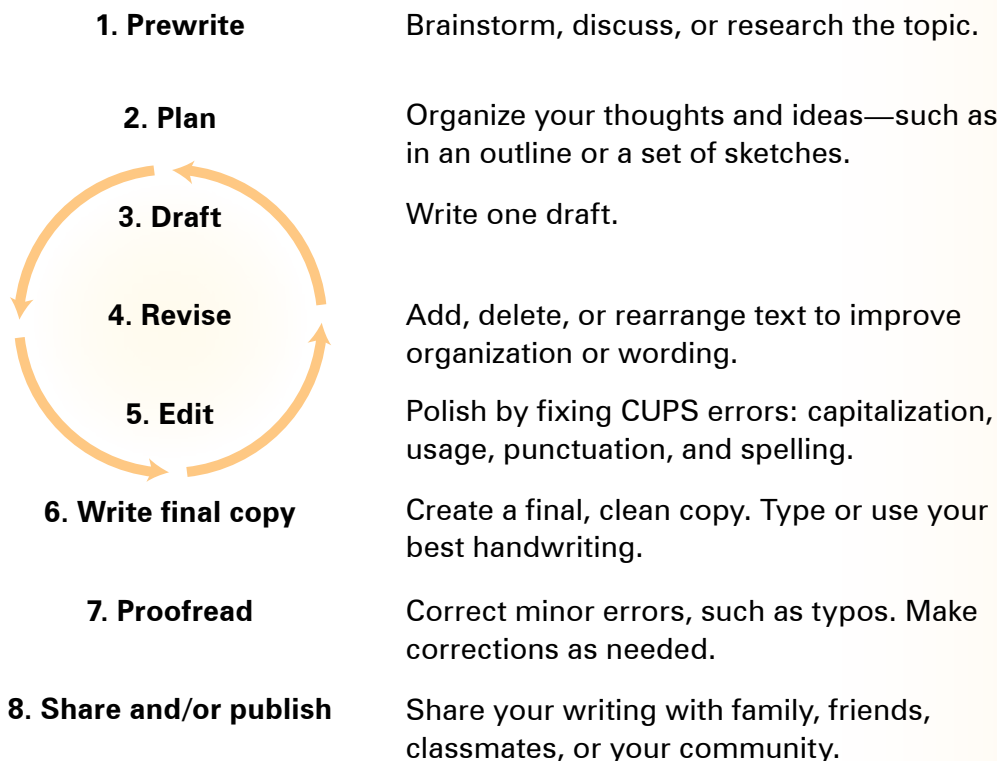 1. Prewrite Brainstorm, discuss, or research the topic.
2. Plan Organize your thoughts and ideas—such as
in an outline or a set of sketches.
3. Draft Write one draft.
4. Revise Add, delete, or rearrange text to improve
organization or wording.
5. Edit Polish by fixing CUPS errors: capitalization,
usage, punctuation, and spelling.
6. Write final copy Create a final, clean copy. Type or use your
best handwriting.
7. Proofread Correct minor errors, such as typos. Make
corrections as needed.
8. Share and/or publish Share your writing with family, friends,
classmates, or your community.